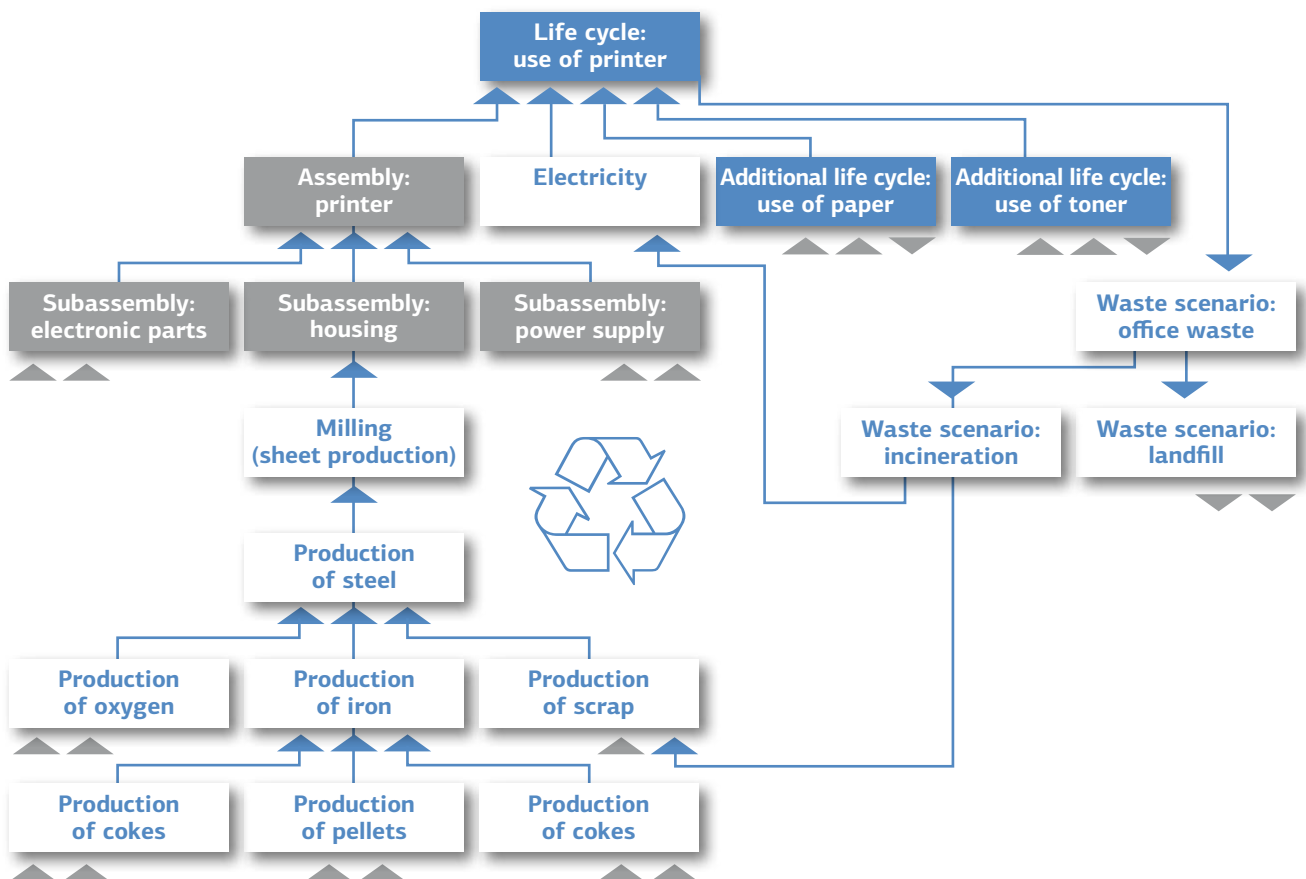 Life cycle:
use of printer
Assembly:
printer
Electricity
Additional life cycle:
use of paper
Additional life cycle:
use of toner
Subassembly:
electronic parts
Subassembly:
housing
Subassembly:
power supply
Waste scenario:
office waste
Milling
(sheet production)
Waste scenario:
incineration
Waste scenario:
landfill
Production
of steel
Production
of oxygen
Production
of iron
Production
of scrap
Production
of cokes
Production
of pellets
Production
of cokes